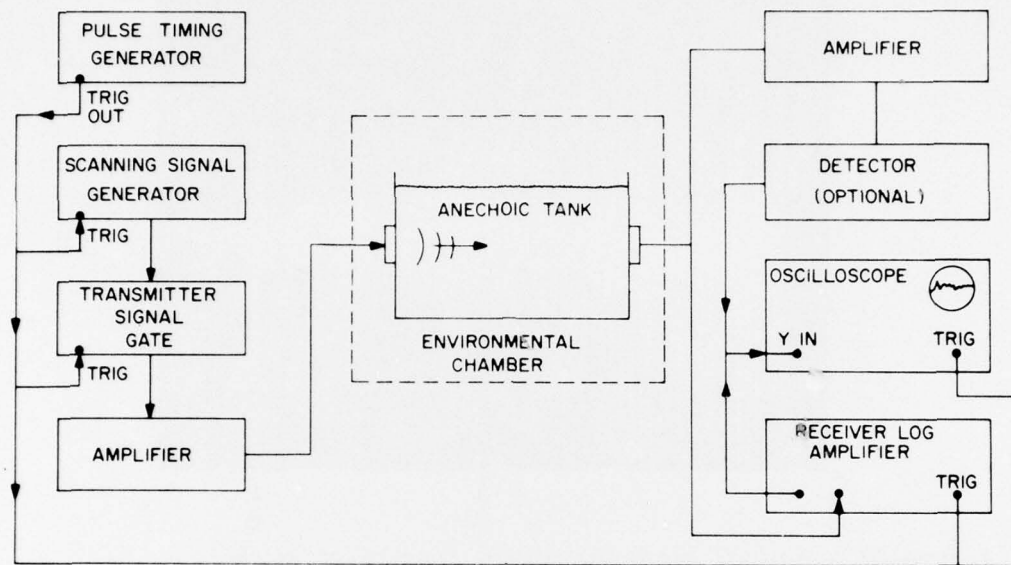 PULSE TIMING
GENERATOR
TRIG
OUT
SCANNING SIGNAL
GENERATOR
TRIG
TRANSMITTER
SIGNAL
GATE
TRIG
AMPLIFIER
ANECHOIC TANK
ENVIRONMENTAL
CHAMBER
AMPLIFIER
DETECTOR
(OPTIONAL)
OSCILLOSCOPE
Y IN
TRIG
RECEIVER LOG
AMPLIFIER
TRIG